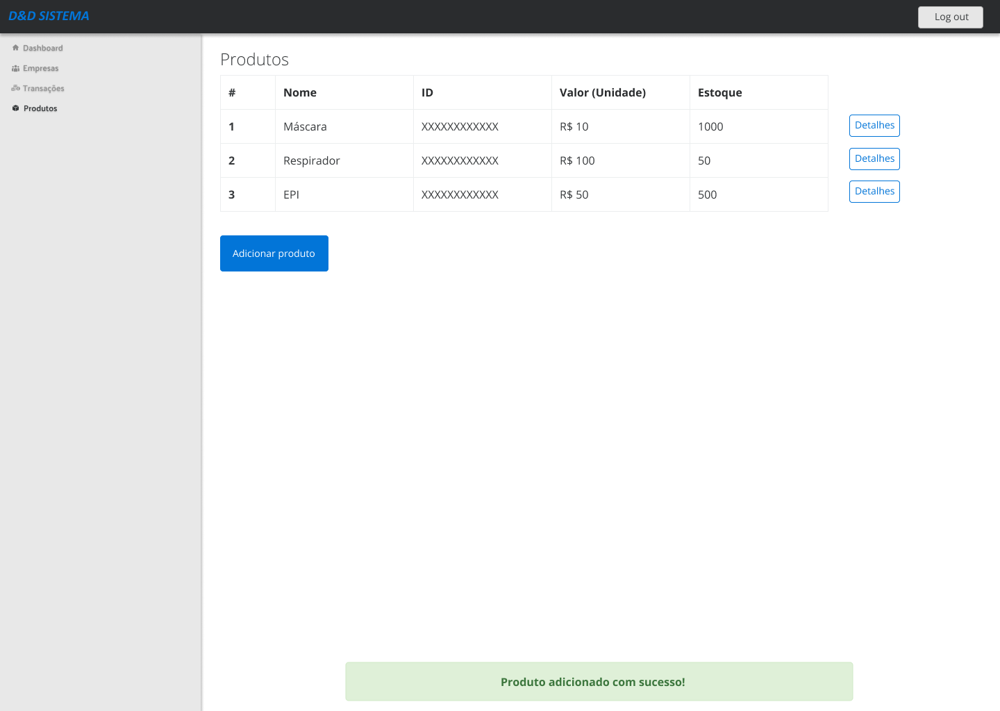 D&D SISTEMA
Log out
Dashboard
Empresas
Transações
Produtos
Produtos
# Nome ID Valor (Unidade) Estoque
1 Máscara XXXXXXXXXXXX R$ 10 1000 Detalhes
2 Respirador XXXXXXXXXXXX R$ 100 50 Detalhes
3 EPI XXXXXXXXXXXX R$ 50 500 Detalhes
Adicionar produto
Produto adicionado com sucesso!